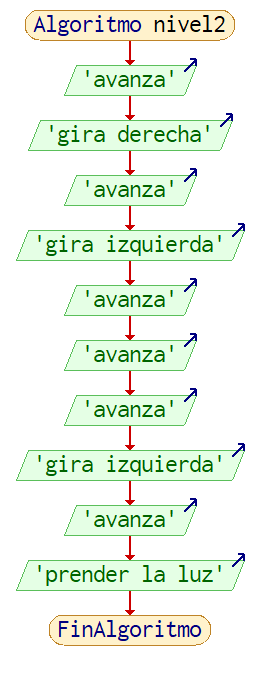 Algoritmo nivel2
'avanza'
'gira derecha'
'avanza'
'gira izquierda'
'avanza'
'avanza'
'avanza'
'gira izquierda'
'avanza'
'prender la luz'
FinAlgoritmo